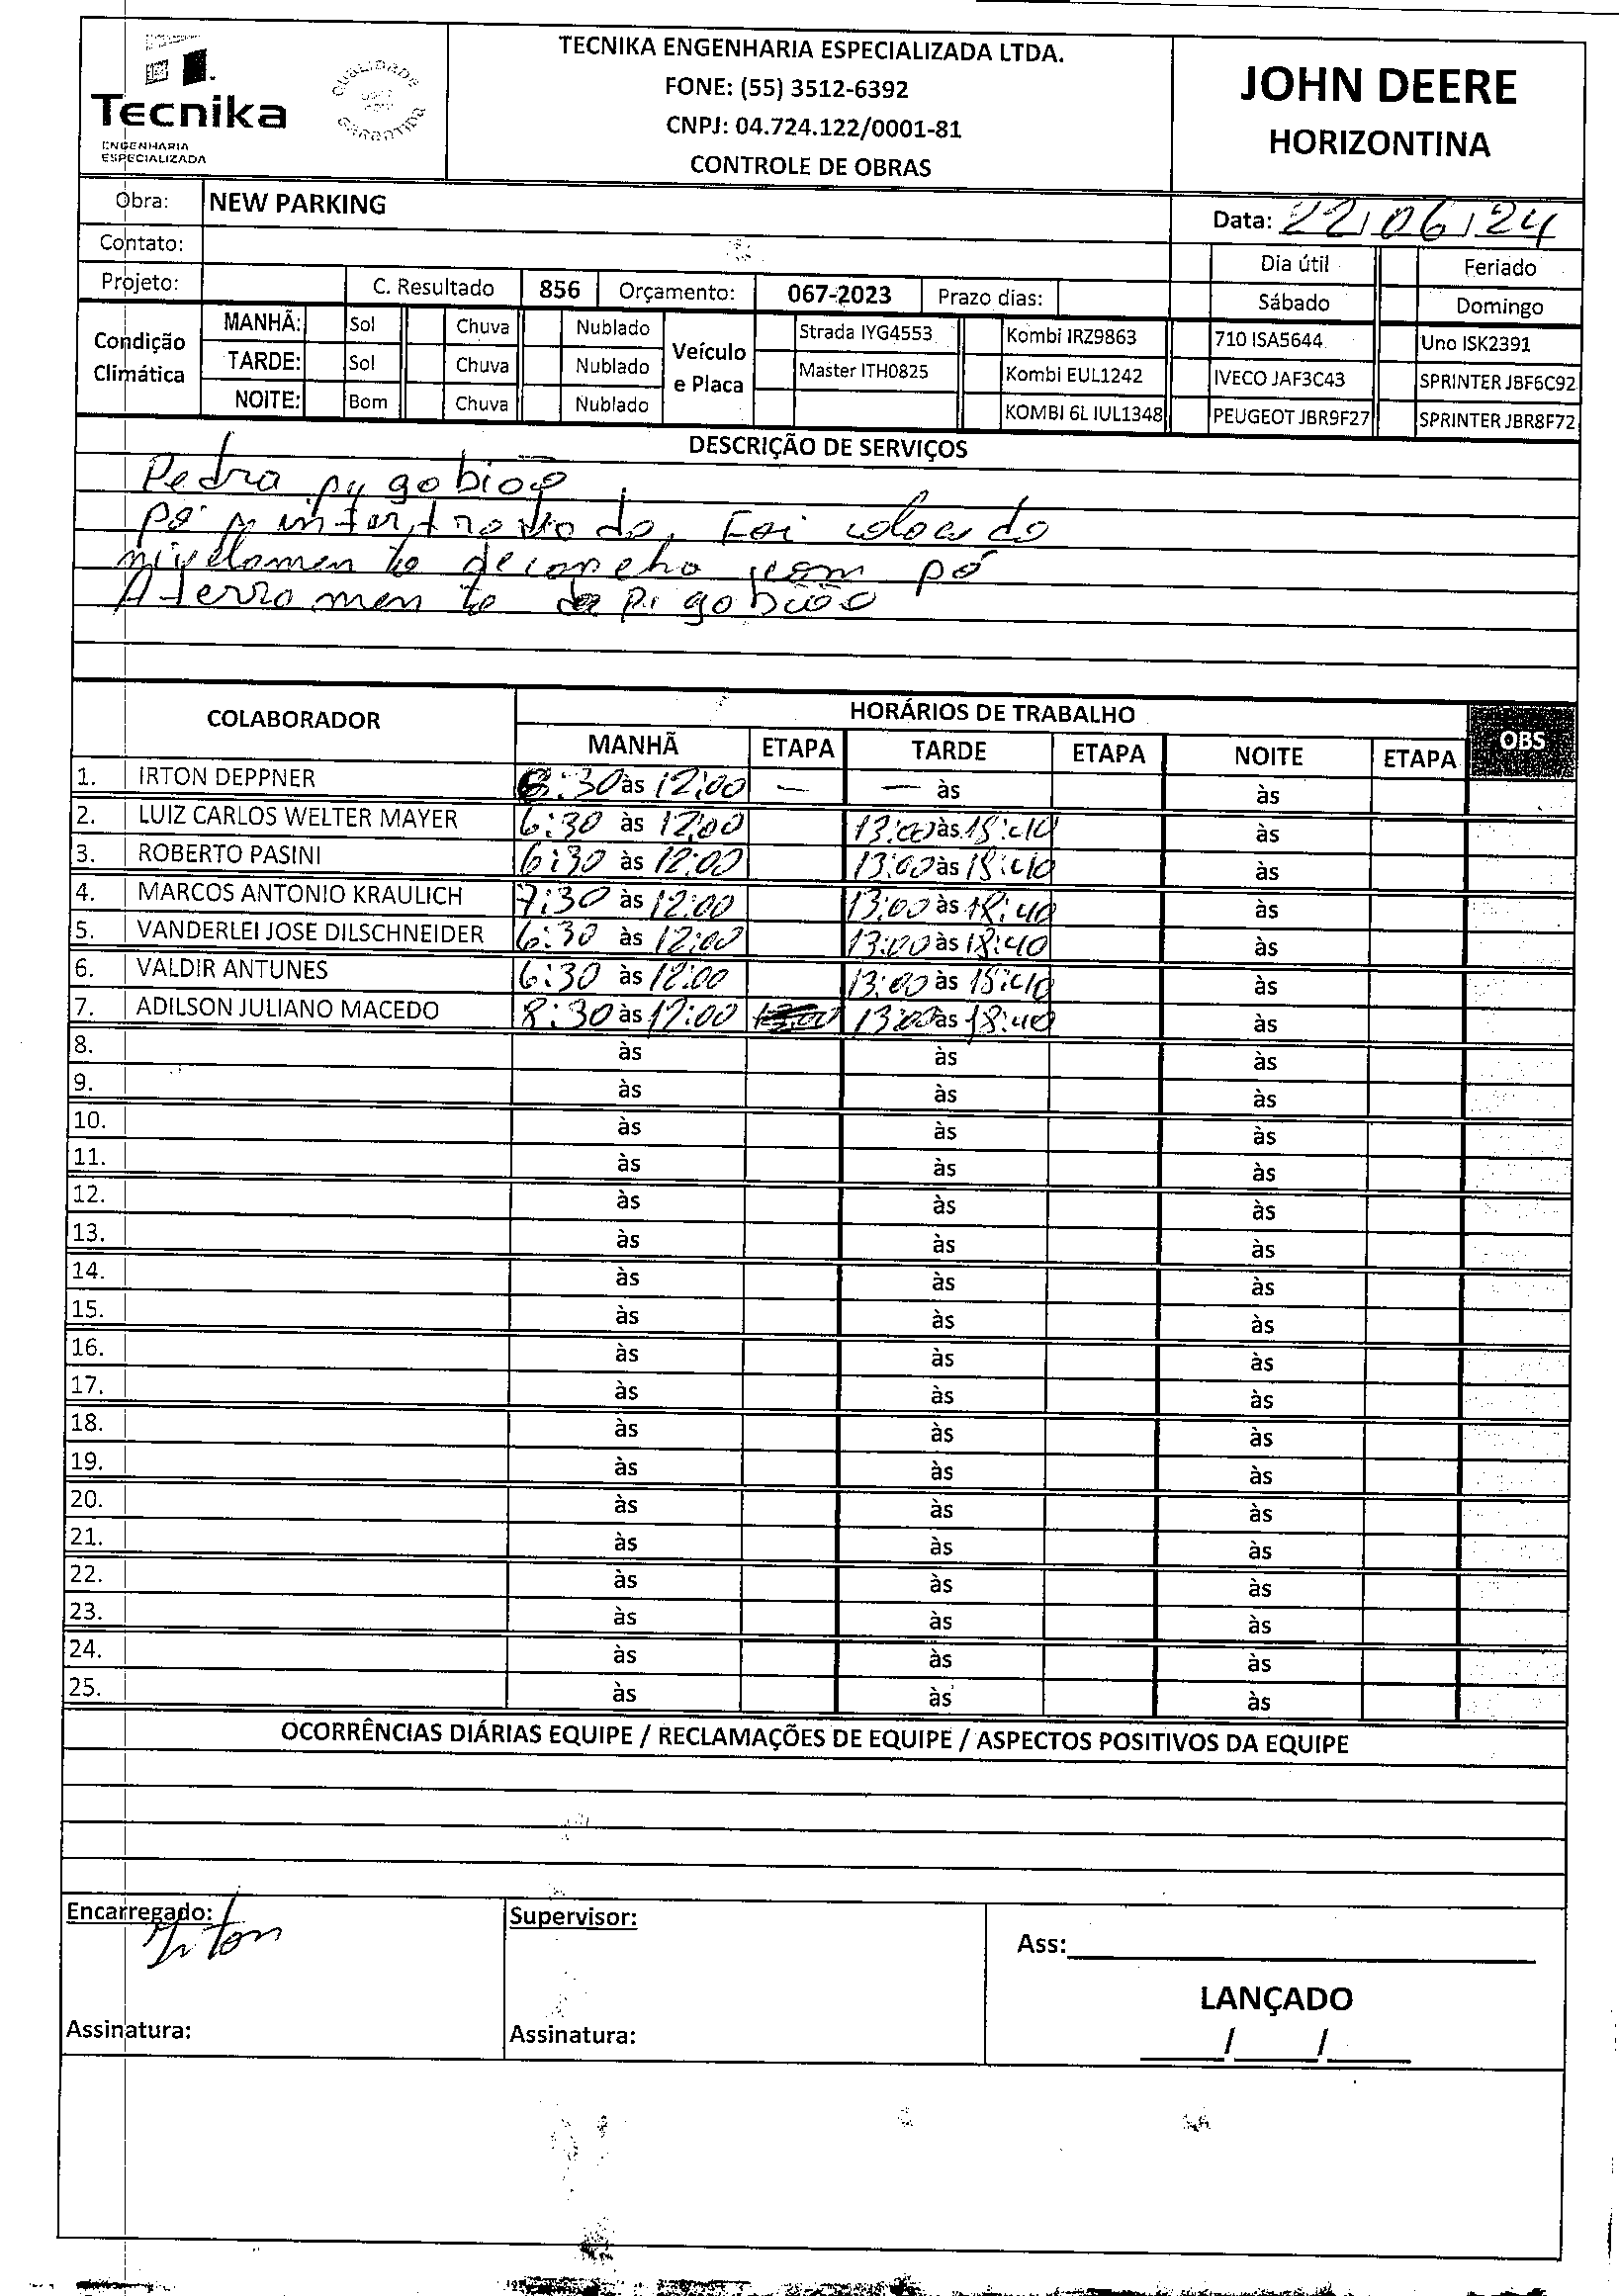 Tecnika
ENGENHARIA
ESPECIALIZADA
QUALIDADE
GARANTIDA
TECNIKA ENGENHARIA ESPECIALIZADA LTDA.
FONE: (55) 3512-6392
CNPJ: 04.724.122/0001-81
CONTROLE DE OBRAS
JOHN DEERE
HORIZONTINA
Obra: NEW PARKING
Data: 22/06/24
Contato:
Dia útil Feriado
Projeto: C. Resultado 856 Orçamento: 067-2023 Prazo dias:
Sábado Domingo
Condição Climática
MANHÃ: Sol Chuva Nublado
TARDE: Sol Chuva Nublado
NOITE: Bom Chuva Nublado
Veículo e Placa
Strada IYG4553 Kombi IRZ9863 710 ISA5644 Uno ISK2391
Master ITH0825 Kombi EUL1242 IVECO JAF3C43 SPRINTER JBF6C92
KOMBI 6L IUL1348 PEUGEOT JBR9F27 SPRINTER JBR8F72
DESCRIÇÃO DE SERVIÇOS
Pedra p/ gobião
Pó p/ intertravado, Foi colocado
nivelamento de concha com pó
Aterramento de p. gobião
COLABORADOR HORÁRIOS DE TRABALHO OBS
MANHÃ ETAPA TARDE ETAPA NOITE ETAPA
1. IRTON DEPPNER 8:30 às 12:00 — — às às
2. LUIZ CARLOS WELTER MAYER 6:30 às 12:00 13:00 às 15:40 às
3. ROBERTO PASINI 6:30 às 12:00 13:00 às 15:40 às
4. MARCOS ANTONIO KRAULICH 7:30 às 12:00 13:00 às 18:40 às
5. VANDERLEI JOSE DILSCHNEIDER 6:30 às 12:00 13:00 às 18:40 às
6. VALDIR ANTUNES 6:30 às 12:00 13:00 às 15:40 às
7. ADILSON JULIANO MACEDO 8:30 às 12:00 13:00 às 18:40 às
8. às às às
9. às às às
10. às às às
11. às às às
12. às às às
13. às às às
14. às às às
15. às às às
16. às às às
17. às às às
18. às às às
19. às às às
20. às às às
21. às às às
22. às às às
23. às às às
24. às às às
25. às às às
OCORRÊNCIAS DIÁRIAS EQUIPE / RECLAMAÇÕES DE EQUIPE / ASPECTOS POSITIVOS DA EQUIPE
Encarregado: Irton
Supervisor:
Ass:
LANÇADO
Assinatura:
Assinatura:
/ /